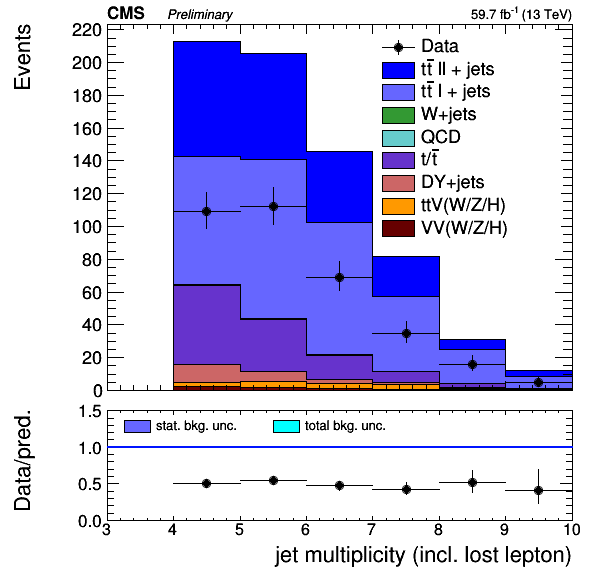 CMS Preliminary 59.7 fb⁻¹ (13 TeV)
Events
220
200
180
160
140
120
100
80
60
40
20
0
Data
tt̄ ll + jets
tt̄ l + jets
W+jets
QCD
t/t̄
DY+jets
ttV(W/Z/H)
VV(W/Z/H)
Data/pred.
1.5
1.0
0.5
0.0
stat. bkg. unc. total bkg. unc.
3 4 5 6 7 8 9 10
jet multiplicity (incl. lost lepton)